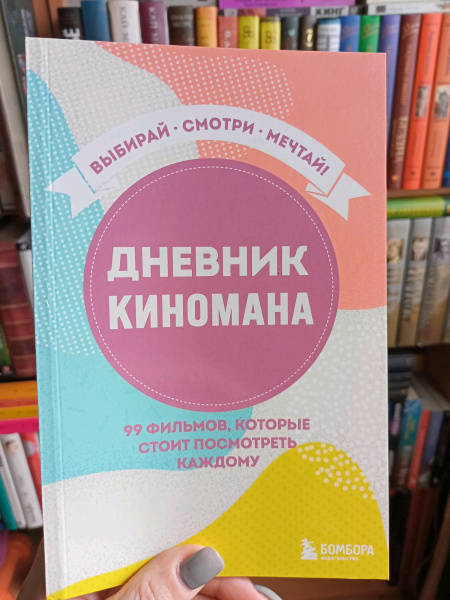 ВЫБИРАЙ · СМОТРИ · МЕЧТАЙ!
ДНЕВНИК
КИНОМАНА
99 ФИЛЬМОВ, КОТОРЫЕ
СТОИТ ПОСМОТРЕТЬ
КАЖДОМУ
БОМБОРА